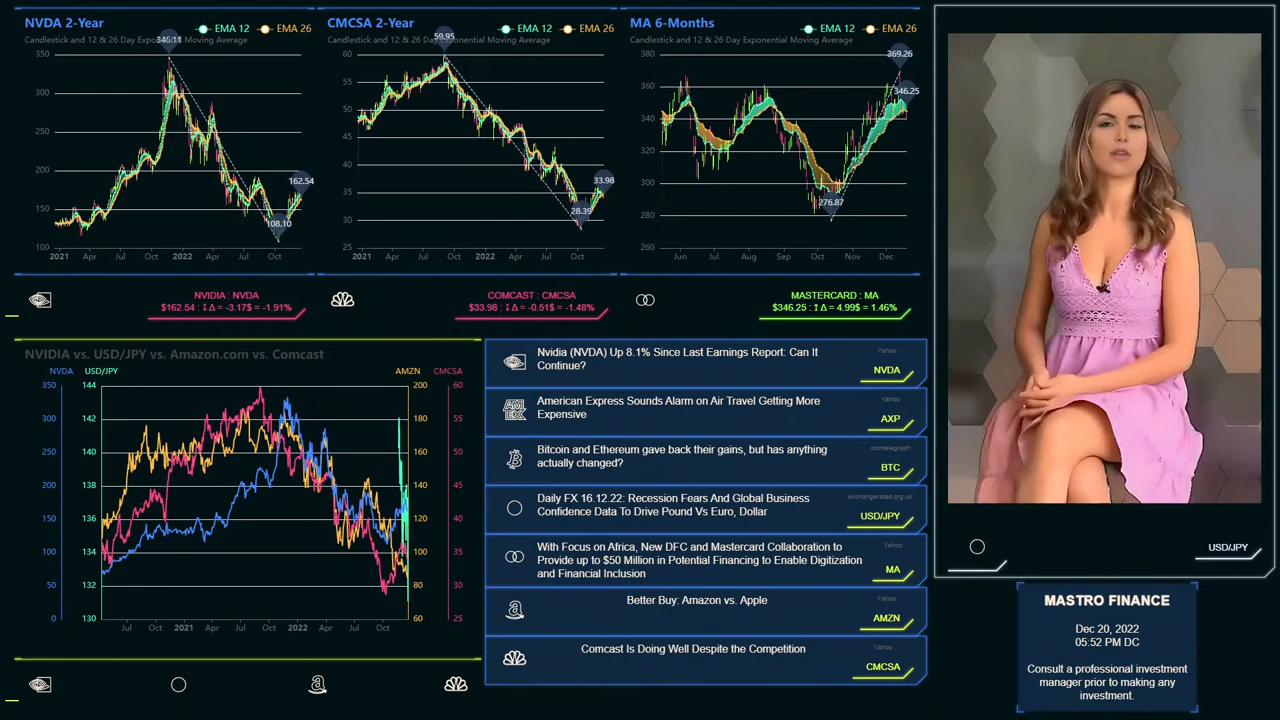 NVDA 2-Year
EMA 12
EMA 26
Candlestick and 12 & 26 Day Exponential Moving Average
346.11
350
300
250
200
150
100
162.54
108.10
2021 Apr Jul Oct 2022 Apr Jul Oct
CMCSA 2-Year
EMA 12
EMA 26
Candlestick and 12 & 26 Day Exponential Moving Average
59.95
60
55
50
45
40
35
30
25
33.98
28.39
2021 Apr Jul Oct 2022 Apr Jul Oct
MA 6-Months
EMA 12
EMA 26
Candlestick and 12 & 26 Day Exponential Moving Average
369.26
346.25
380
360
340
320
300
280
260
276.87
Jun Jul Aug Sep Oct Nov Dec
NVIDIA : NVDA
$162.54 : ↧ Δ = -3.17$ = -1.91%
COMCAST : CMCSA
$33.98 : ↧ Δ = -0.51$ = -1.48%
MASTERCARD : MA
$346.25 : ↥ Δ = 4.99$ = 1.46%
NVIDIA vs. USD/JPY vs. Amazon.com vs. Comcast
NVDA USD/JPY AMZN CMCSA
350 144 200 60
300 142 180 55
250 140 160 50
200 138 140 45
150 136 120 40
100 134 100 35
50 132 80 30
0 130 60 25
Jul Oct 2021 Apr Jul Oct 2022 Apr Jul Oct
Nvidia (NVDA) Up 8.1% Since Last Earnings Report: Can It
Continue?
Yahoo
NVDA
American Express Sounds Alarm on Air Travel Getting More
Expensive
Yahoo
AXP
AM
EX
Bitcoin and Ethereum gave back their gains, but has anything
actually changed?
cointelegraph
BTC
Daily FX 16.12.22: Recession Fears And Global Business
Confidence Data To Drive Pound Vs Euro, Dollar
exchangerates.org.uk
USD/JPY
With Focus on Africa, New DFC and Mastercard Collaboration to
Provide up to $50 Million in Potential Financing to Enable Digitization
and Financial Inclusion
Yahoo
MA
Better Buy: Amazon vs. Apple
Yahoo
AMZN
Comcast Is Doing Well Despite the Competition
Yahoo
CMCSA
USD/JPY
MASTRO FINANCE
Dec 20, 2022
05:52 PM DC
Consult a professional investment
manager prior to making any
investment.